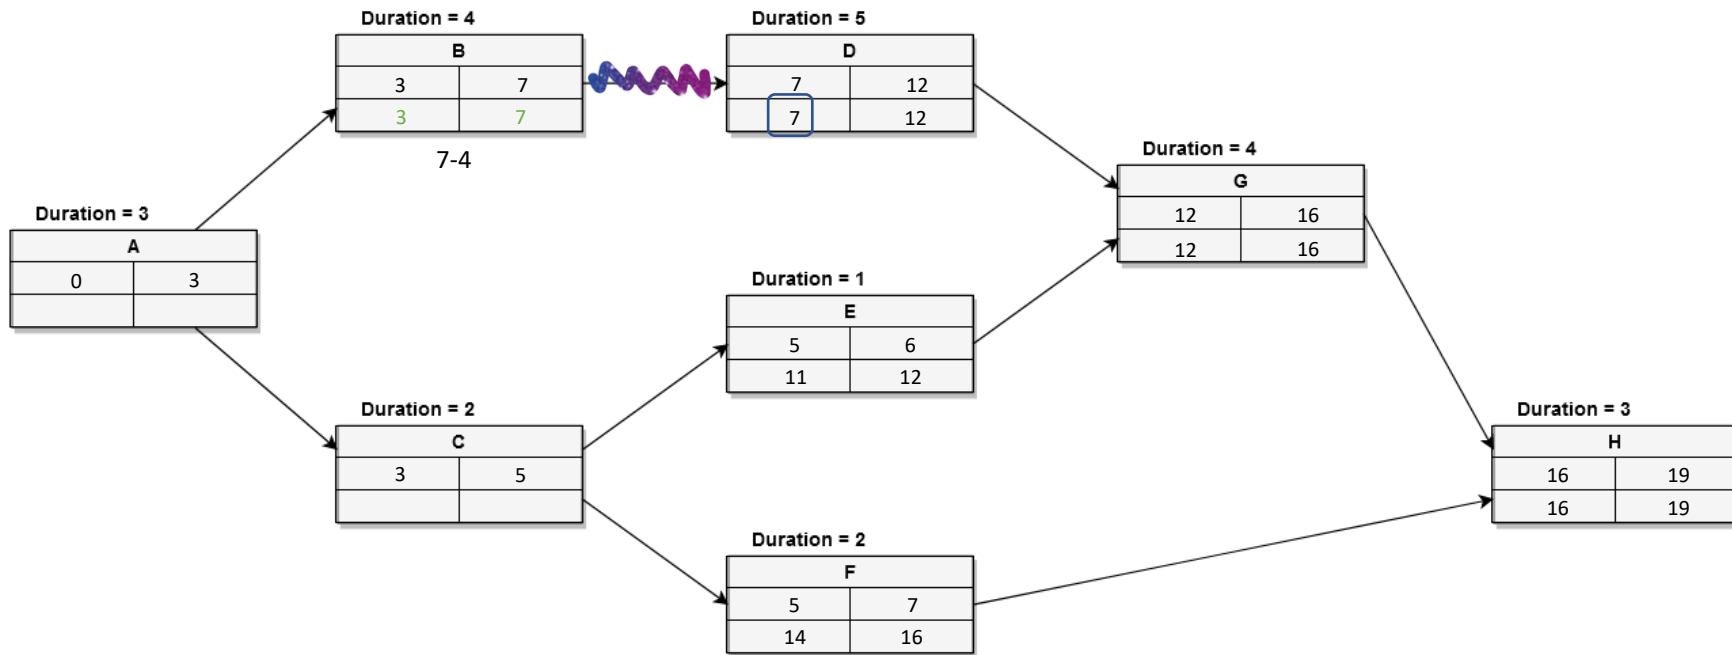 Duration = 4
B
3 7
3 7
7-4
Duration = 5
D
7 12
7 12
Duration = 4
G
12 16
12 16
Duration = 3
A
0 3
Duration = 1
E
5 6
11 12
Duration = 2
C
3 5
Duration = 3
H
16 19
16 19
Duration = 2
F
5 7
14 16